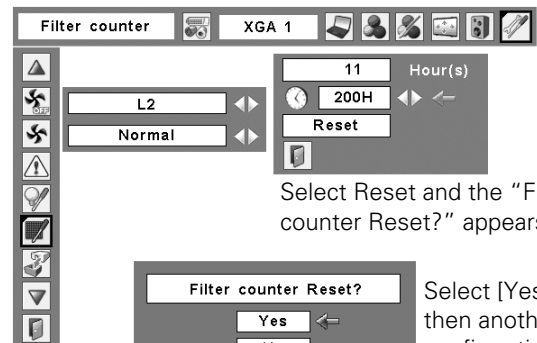 Filter counter
XGA 1
11 Hour(s)
OFF
L2
200H
Normal
Reset
Select Reset and the “F
counter Reset?” appears
Filter counter Reset?
Select [Yes
Yes
then anoth